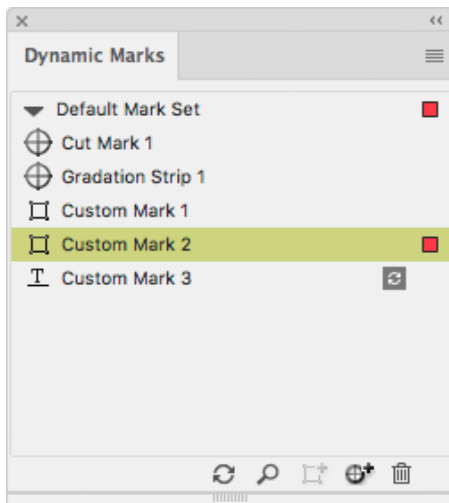 Dynamic Marks
Default Mark Set
Cut Mark 1
Gradation Strip 1
Custom Mark 1
Custom Mark 2
Custom Mark 3